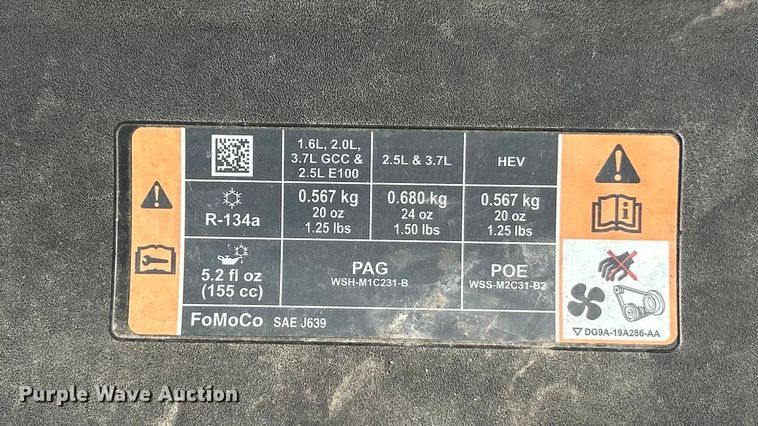 1.6L, 2.0L,
3.7L GCC &
2.5L E100
2.5L & 3.7L
HEV
R-134a
0.567 kg
20 oz
1.25 lbs
0.680 kg
24 oz
1.50 lbs
0.567 kg
20 oz
1.25 lbs
5.2 fl oz
(155 cc)
PAG
WSH-M1C231-B
POE
WSS-M2C31-B2
FoMoCo SAE J639
DG9A-19A286-AA
Purple Wave Auction
Purple Wave Auction